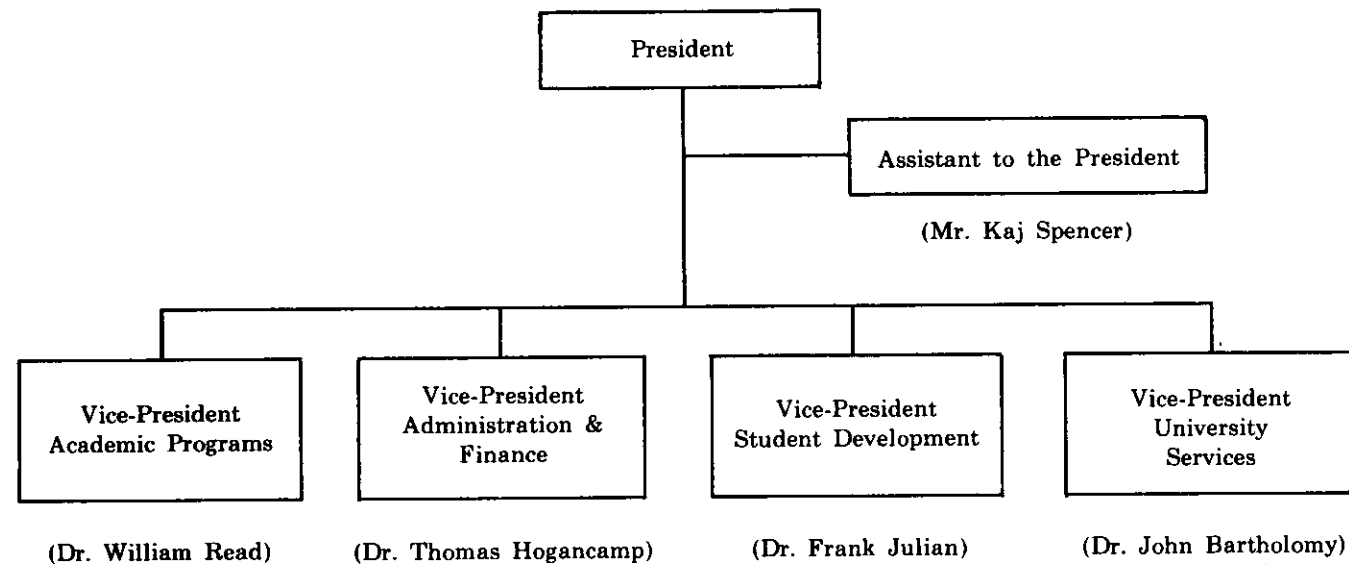 President
Assistant to the President
(Mr. Kaj Spencer)
Vice-President
Academic Programs
(Dr. William Read)
Vice-President
Administration &
Finance
(Dr. Thomas Hogancamp)
Vice-President
Student Development
(Dr. Frank Julian)
Vice-President
University
Services
(Dr. John Bartholomy)